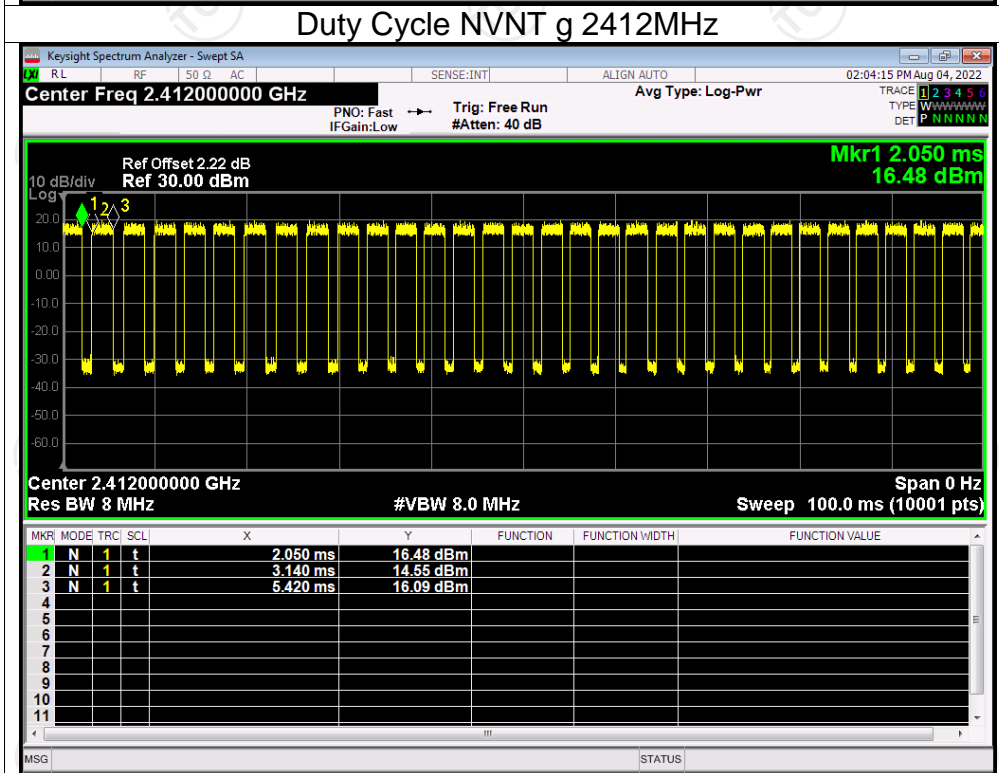 Duty Cycle NVNT g 2412MHz
Keysight Spectrum Analyzer - Swept SA
LXI RL RF 50 Ω AC SENSE:INT ALIGN AUTO 02:04:15 PM Aug 04, 2022
Center Freq 2.412000000 GHz Avg Type: Log-Pwr TRACE 1 2 3 4 5 6
PNO: Fast Trig: Free Run TYPE WWWWWW
IFGain:Low #Atten: 40 dB DET P N N N N N
Mkr1 2.050 ms
Ref Offset 2.22 dB
10 dB/div Ref 30.00 dBm 16.48 dBm
Log
1 2 3
20.0
10.0
0.00
-10.0
-20.0
-30.0
-40.0
-50.0
-60.0
Center 2.412000000 GHz Span 0 Hz
Res BW 8 MHz #VBW 8.0 MHz Sweep 100.0 ms (10001 pts)
MKR MODE TRC SCL X Y FUNCTION FUNCTION WIDTH FUNCTION VALUE
1 N 1 t 2.050 ms 16.48 dBm
2 N 1 t 3.140 ms 14.55 dBm
3 N 1 t 5.420 ms 16.09 dBm
4
5
6
7
8
9
10
11
MSG STATUS